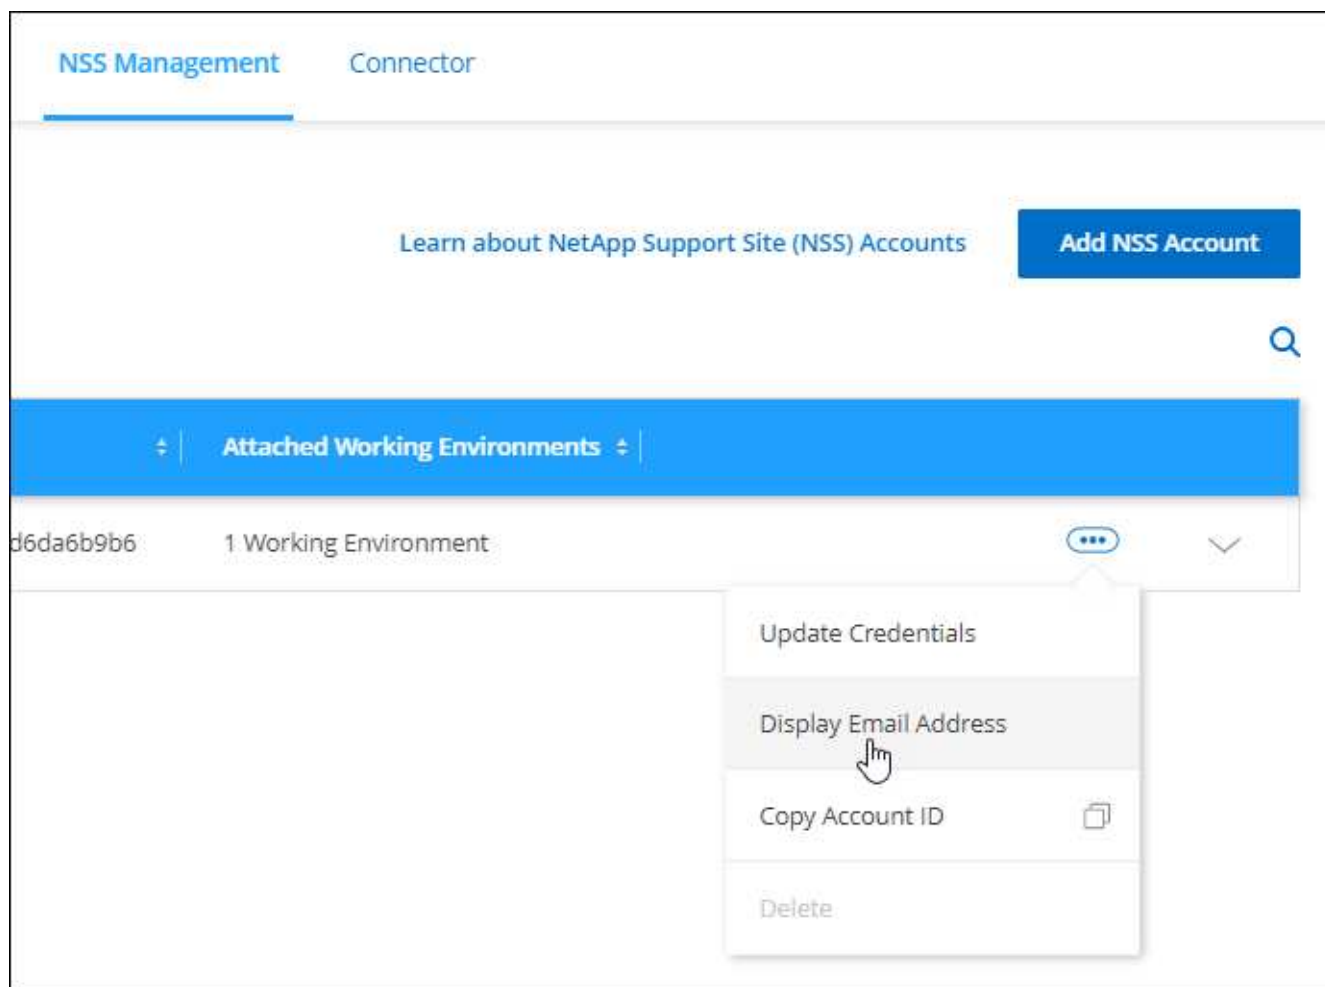 NSS Management Connector
Learn about NetApp Support Site (NSS) Accounts Add NSS Account
Attached Working Environments
d6da6b9b6 1 Working Environment
Update Credentials
Display Email Address
Copy Account ID
Delete